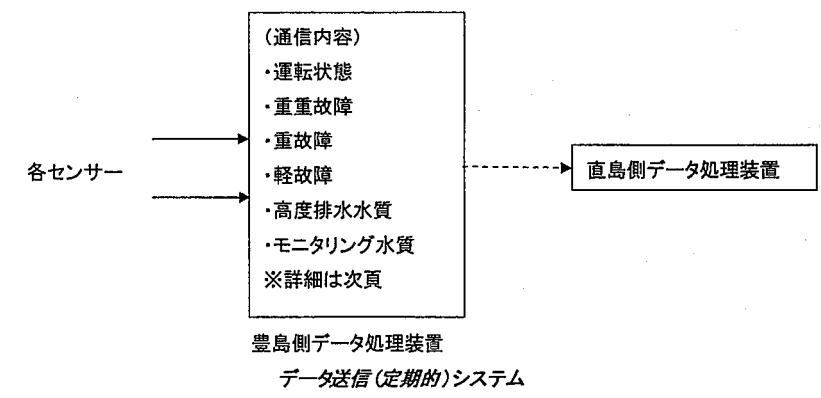 (通信内容)
・運転状態
・重重故障
・重故障
・軽故障
・高度排水水質
・モニタリング水質
※詳細は次頁
各センサー
直島側データ処理装置
豊島側データ処理装置
データ送信(定期的)システム